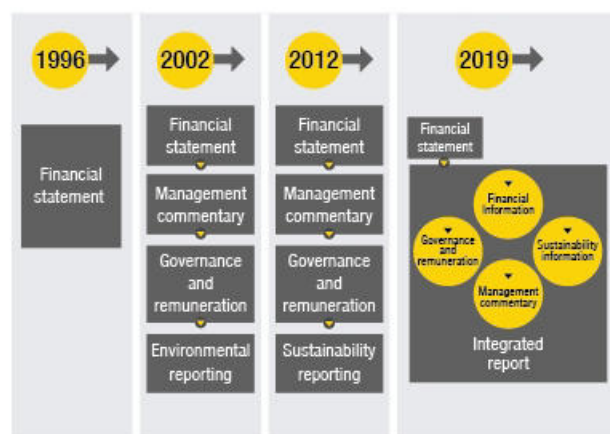 1996
Financial
statement
2002
Financial
statement
Management
commentary
Governance
and
remuneration
Environmental
reporting
2012
Financial
statement
Management
commentary
Governance
and
remuneration
Sustainability
reporting
2019
Financial
statement
Financial
Information
Governance
and
remuneration
Sustainability
information
Management
commentary
Integrated
report